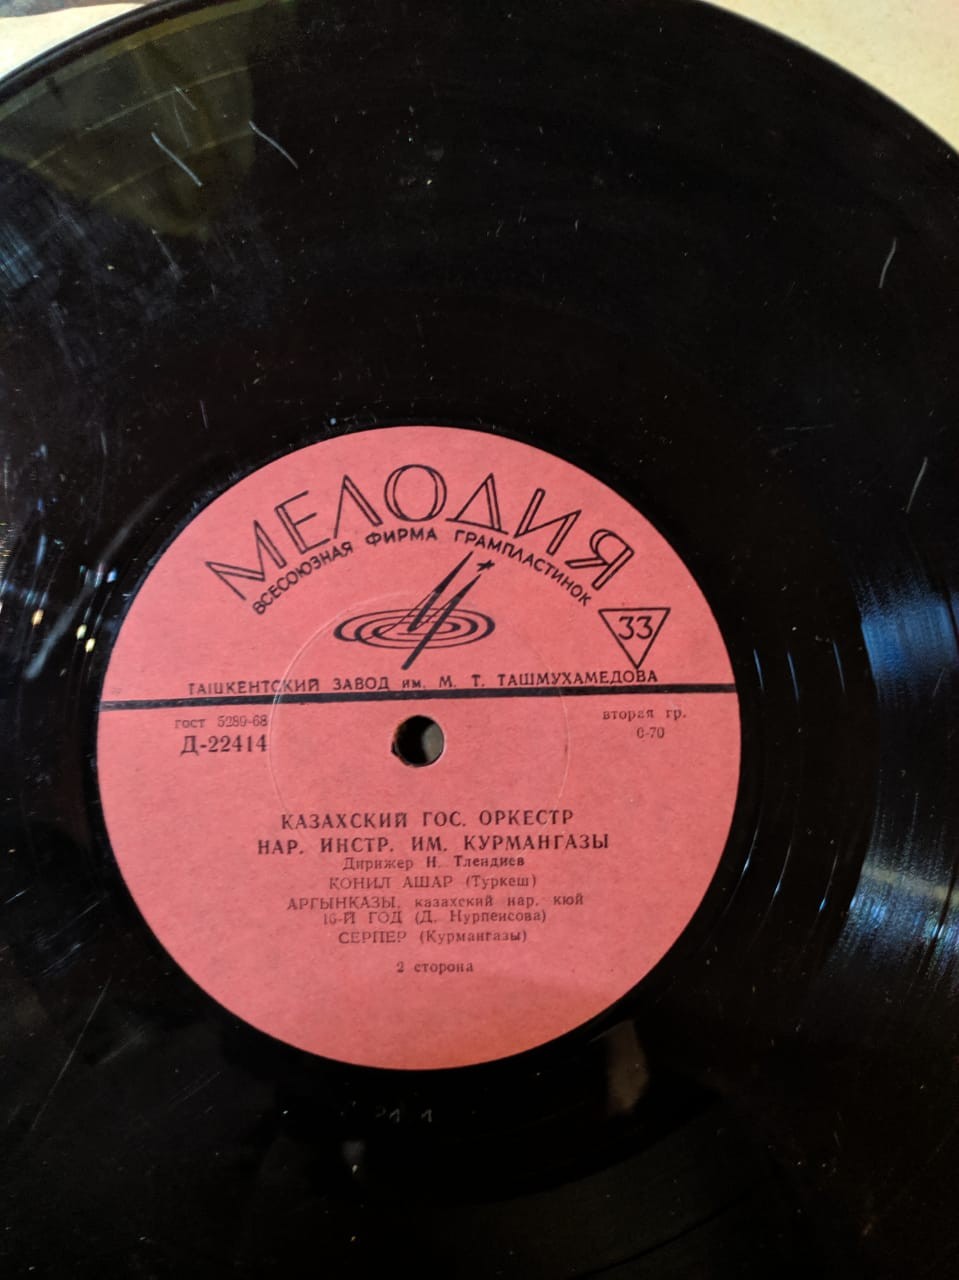 МЕЛОДИЯ
ВСЕСОЮЗНАЯ ФИРМА ГРАМПЛАСТИНОК
33
ТАШКЕНТСКИЙ ЗАВОД им. М. Т. ТАШМУХАМЕДОВА
гост 5289-68
Д-22414
вторая гр.
0-70
КАЗАХСКИЙ ГОС. ОРКЕСТР
НАР. ИНСТР. ИМ. КУРМАНГАЗЫ
Дирижер Н. Тлендиев
КОНИЛ АШАР (Туркеш)
АРГЫНКАЗЫ, казахский нар. кюй
16-Й ГОД (Д. Нурпеисова)
СЕРПЕР (Курмангазы)
2 сторона